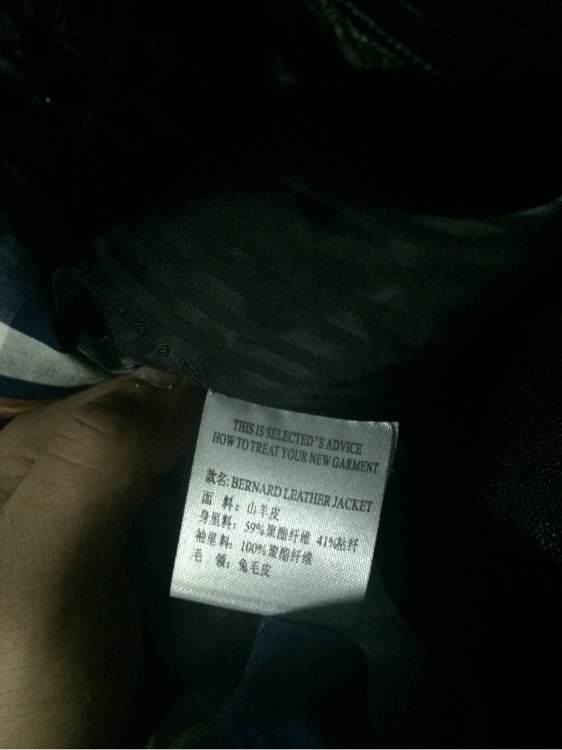 THIS IS SELECTED'S ADVICE
HOW TO TREAT YOUR NEW GARMENT
款名: BERNARD LEATHER JACKET
面 料: 山羊皮
身里料: 59%聚酯纤维 41%粘纤
袖里料: 100%聚酯纤维
毛 领: 兔毛皮